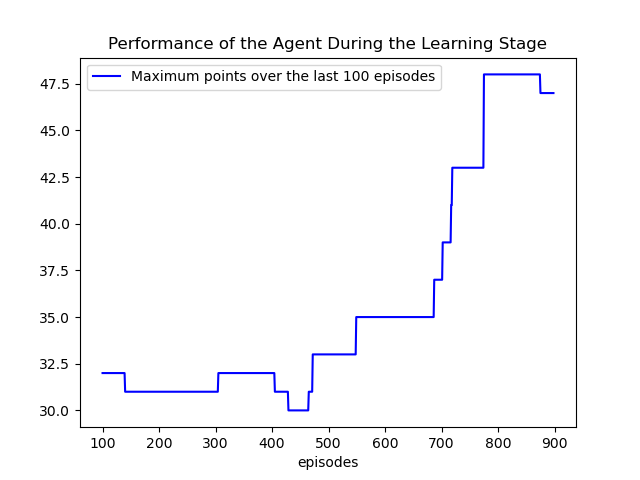 Performance of the Agent During the Learning Stage
Maximum points over the last 100 episodes
47.5
45.0
42.5
40.0
37.5
35.0
32.5
30.0
100 200 300 400 500 600 700 800 900
episodes